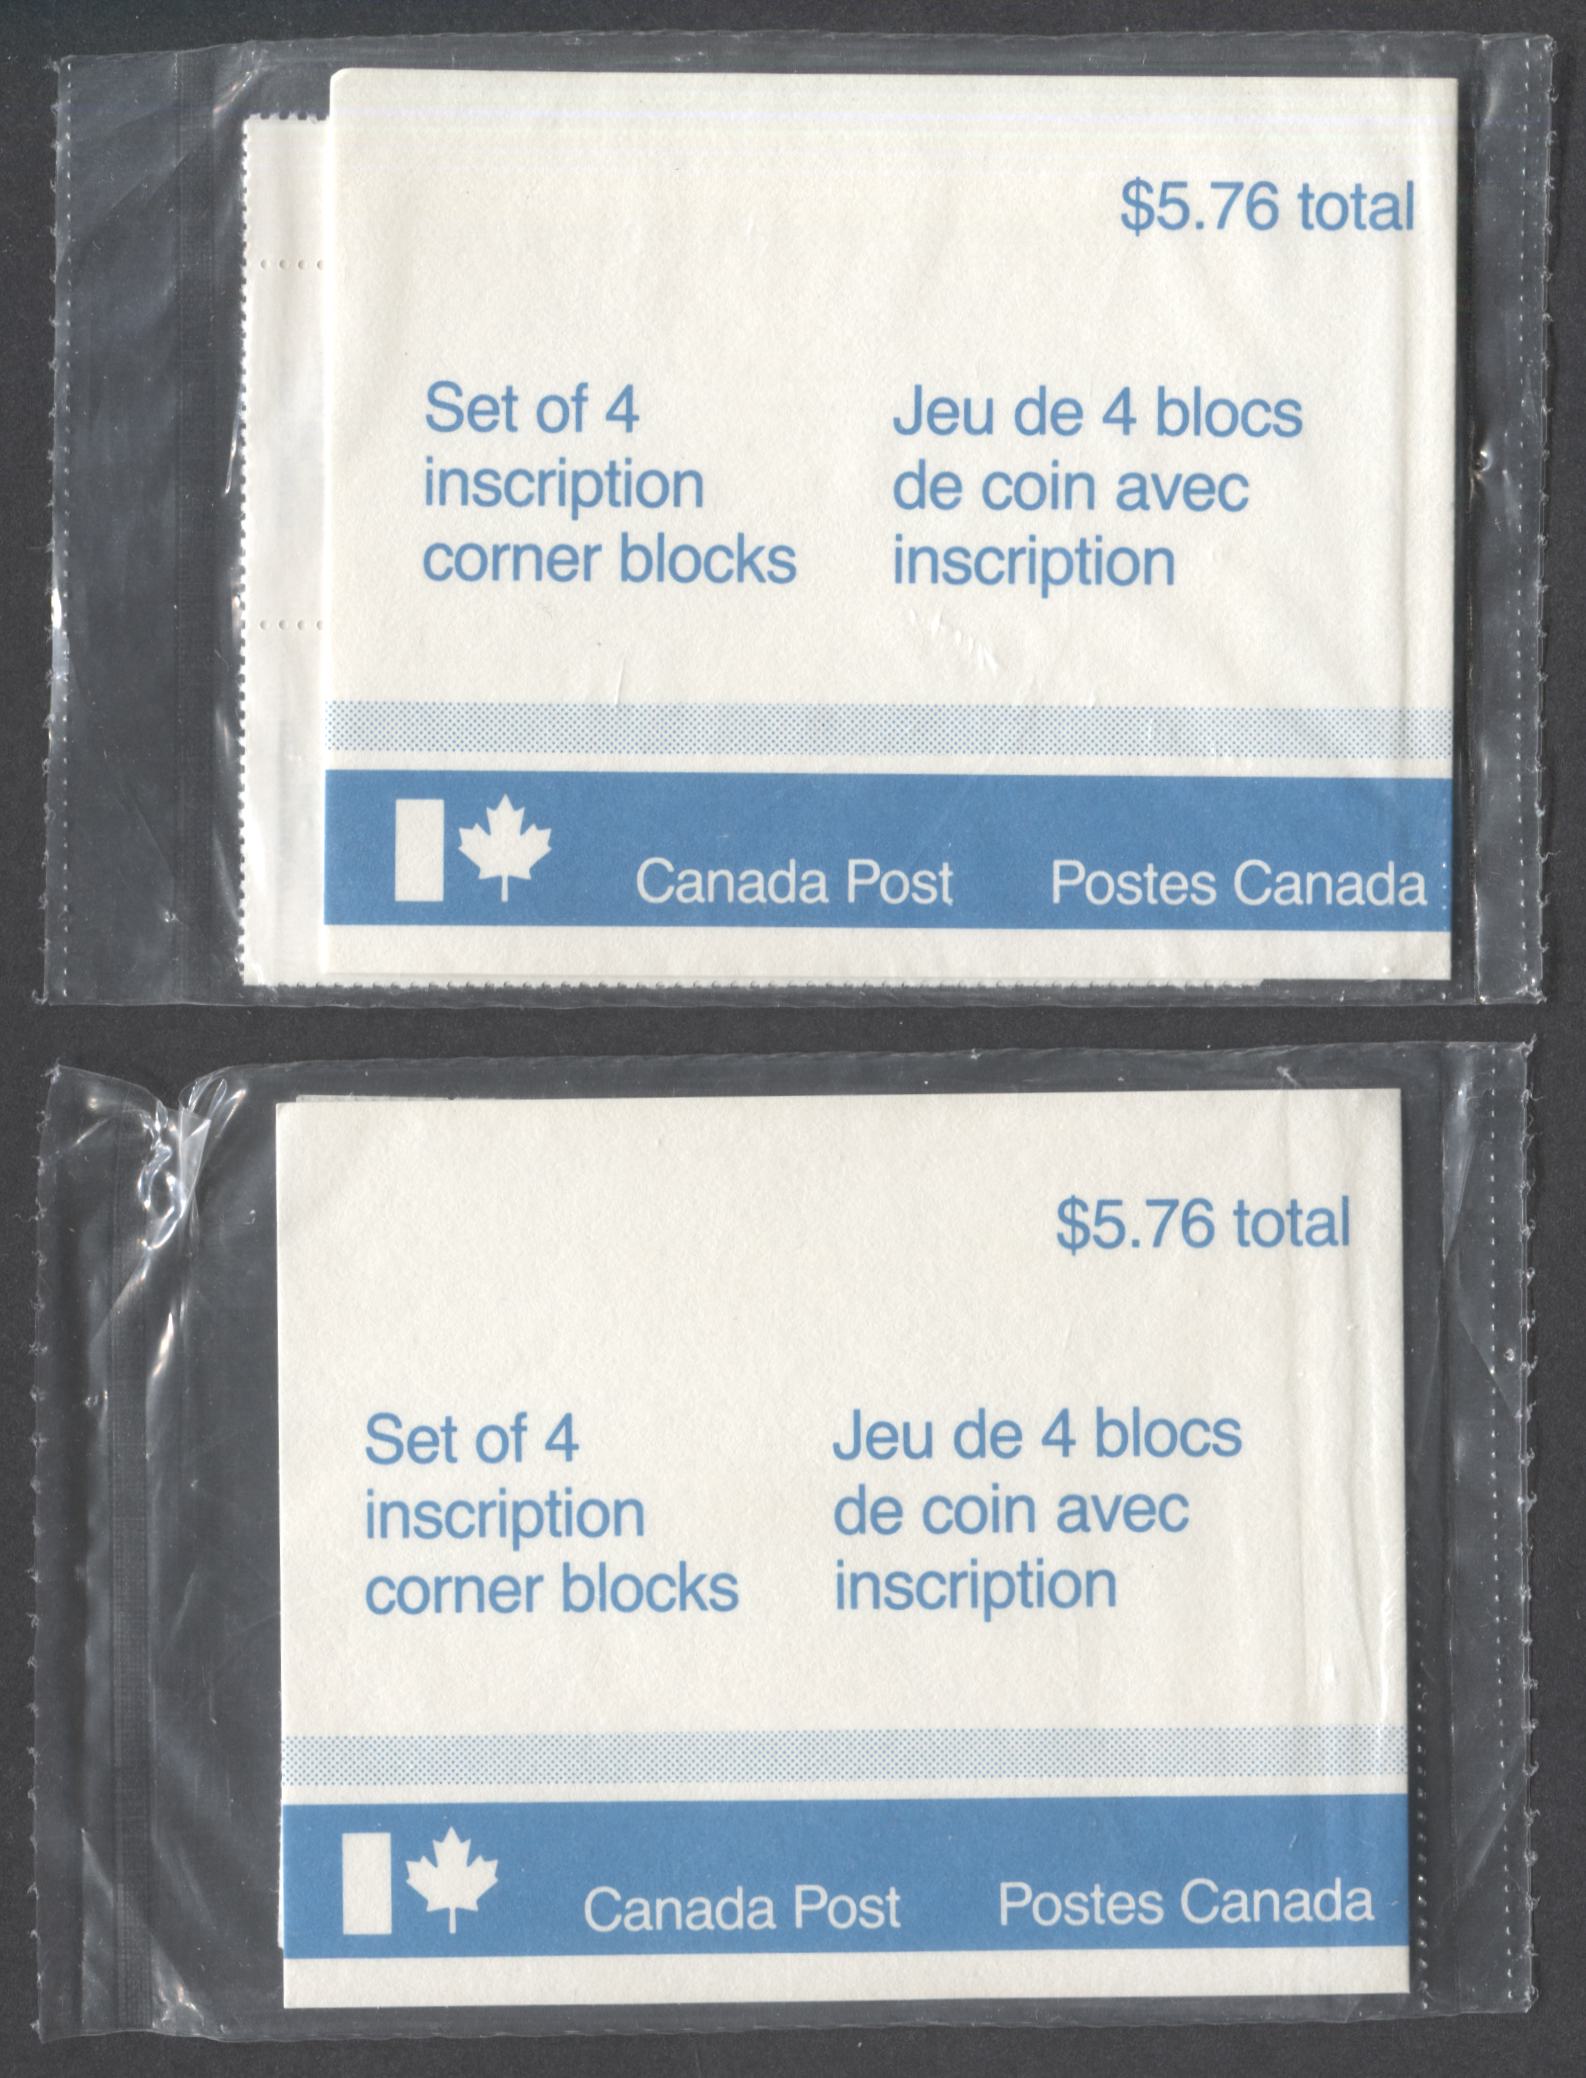 $5.76 total
Set of 4
inscription
corner blocks
Jeu de 4 blocs
de coin avec
inscription
Canada Post
Postes Canada
$5.76 total
Set of 4
inscription
corner blocks
Jeu de 4 blocs
de coin avec
inscription
Canada Post
Postes Canada